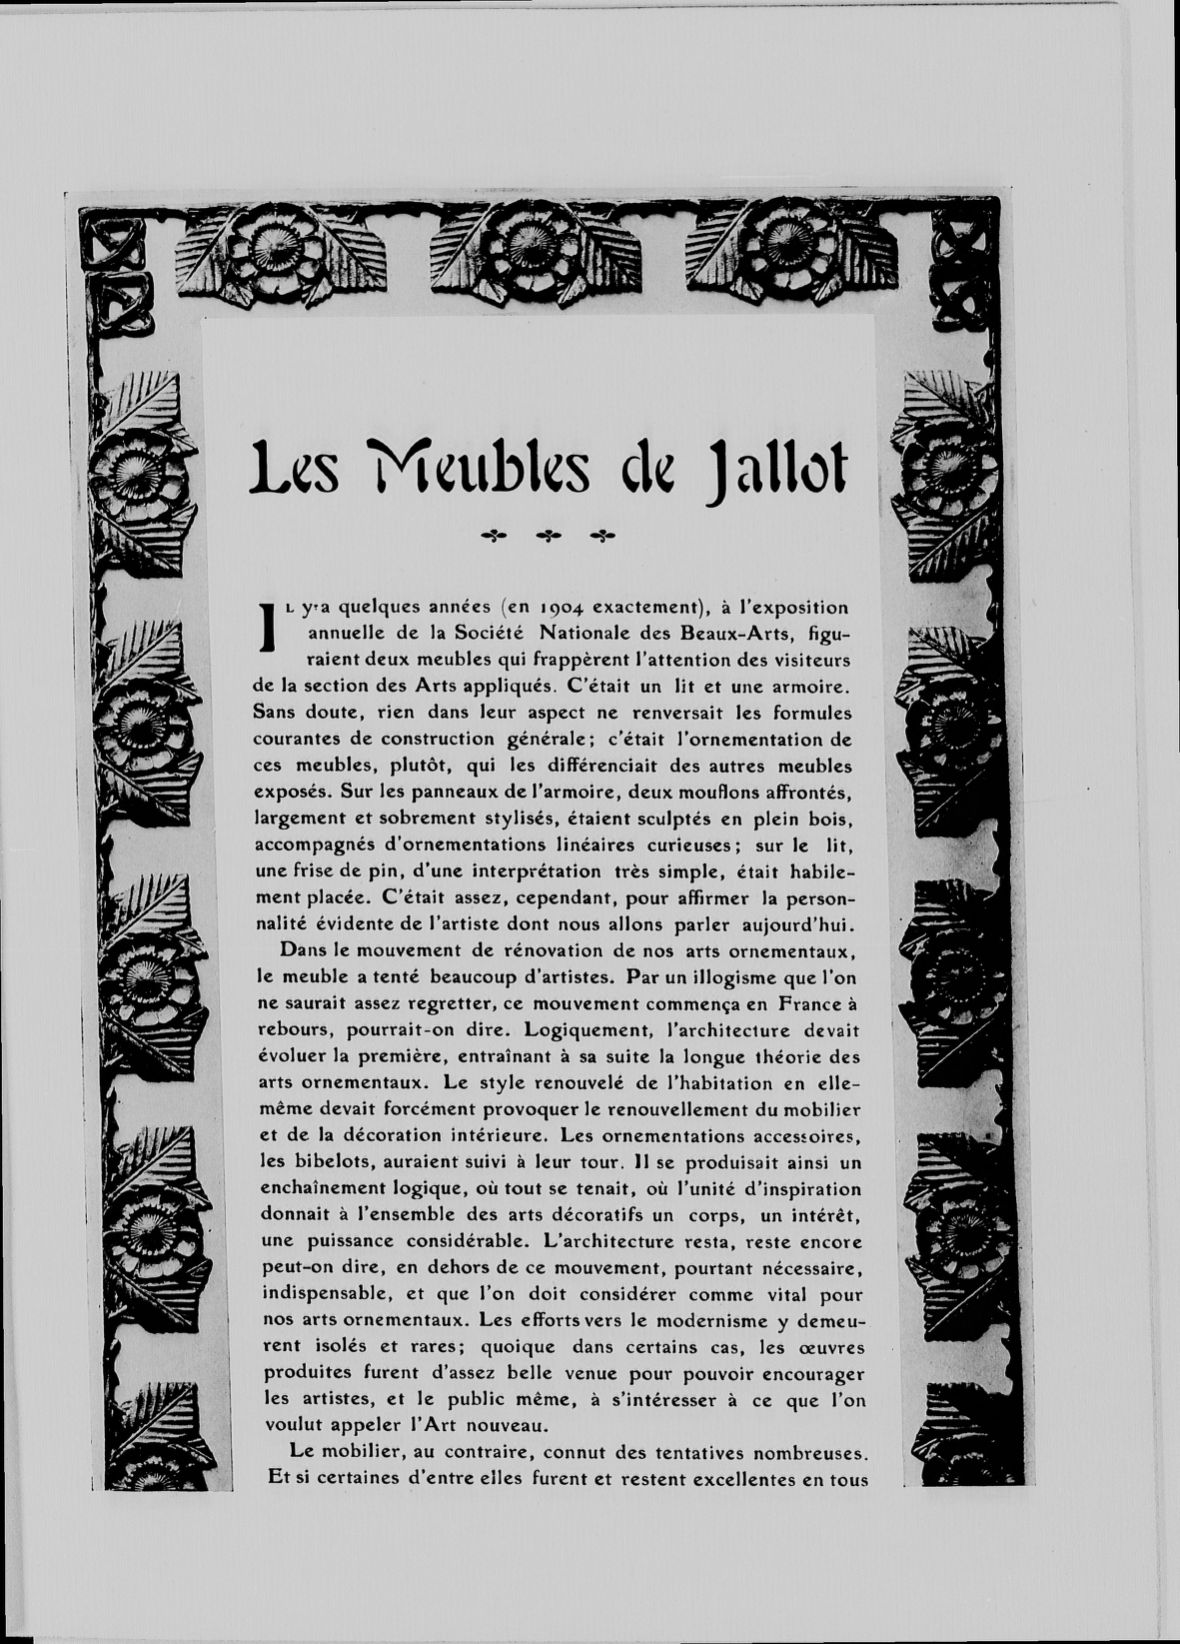 Les Meubles de Jallot
IL y a quelques années (en 1904 exactement), à l'exposition
annuelle de la Société Nationale des Beaux-Arts, figu-
raient deux meubles qui frappèrent l'attention des visiteurs
de la section des Arts appliqués. C'était un lit et une armoire.
Sans doute, rien dans leur aspect ne renversait les formules
courantes de construction générale; c'était l'ornementation de
ces meubles, plutôt, qui les différenciait des autres meubles
exposés. Sur les panneaux de l'armoire, deux mouflons affrontés,
largement et sobrement stylisés, étaient sculptés en plein bois,
accompagnés d'ornementations linéaires curieuses; sur le lit,
une frise de pin, d'une interprétation très simple, était habile-
ment placée. C'était assez, cependant, pour affirmer la person-
nalité évidente de l'artiste dont nous allons parler aujourd'hui.
Dans le mouvement de rénovation de nos arts ornementaux,
le meuble a tenté beaucoup d'artistes. Par un illogisme que l'on
ne saurait assez regretter, ce mouvement commença en France à
rebours, pourrait-on dire. Logiquement, l'architecture devait
évoluer la première, entraînant à sa suite la longue théorie des
arts ornementaux. Le style renouvelé de l'habitation en elle-
même devait forcément provoquer le renouvellement du mobilier
et de la décoration intérieure. Les ornementations accessoires,
les bibelots, auraient suivi à leur tour. Il se produisait ainsi un
enchaînement logique, où tout se tenait, où l'unité d'inspiration
donnait à l'ensemble des arts décoratifs un corps, un intérêt,
une puissance considérable. L'architecture resta, reste encore
peut-on dire, en dehors de ce mouvement, pourtant nécessaire,
indispensable, et que l'on doit considérer comme vital pour
nos arts ornementaux. Les efforts vers le modernisme y demeu-
rent isolés et rares; quoique dans certains cas, les œuvres
produites furent d'assez belle venue pour pouvoir encourager
les artistes, et le public même, à s'intéresser à ce que l'on
voulut appeler l'Art nouveau.
Le mobilier, au contraire, connut des tentatives nombreuses.
Et si certaines d'entre elles furent et restent excellentes en tous